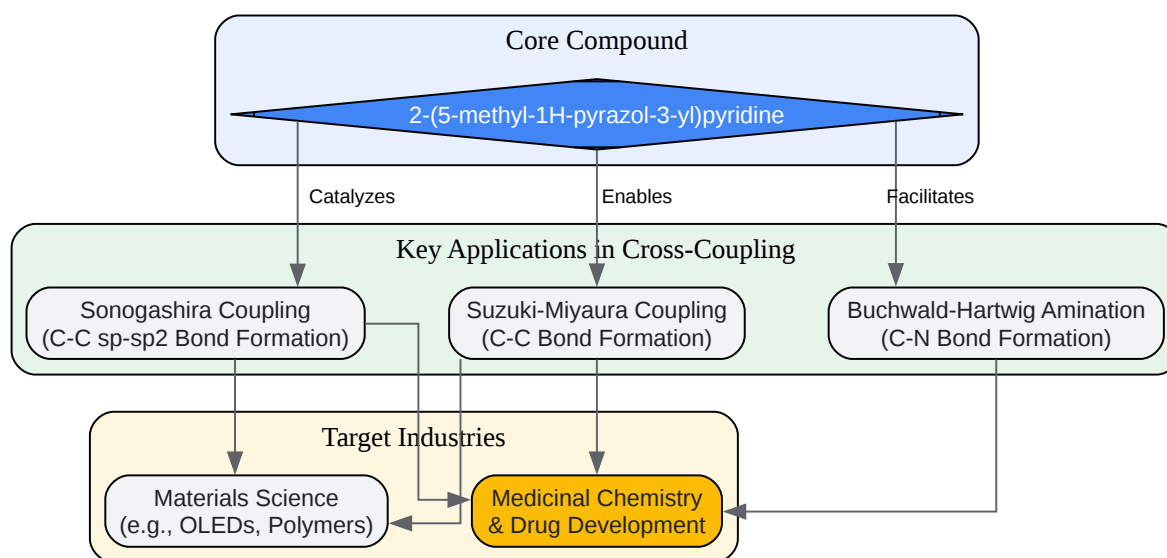 Core Compound
2-(5-methyl-1H-pyrazol-3-yl)pyridine
Catalyzes
Enables
Facilitates
Key Applications in Cross-Coupling
Sonogashira Coupling
(C-C sp-sp2 Bond Formation)
Suzuki-Miyaura Coupling
(C-C Bond Formation)
Buchwald-Hartwig Amination
(C-N Bond Formation)
Target Industries
Materials Science
(e.g., OLEDs, Polymers)
Medicinal Chemistry
& Drug Development